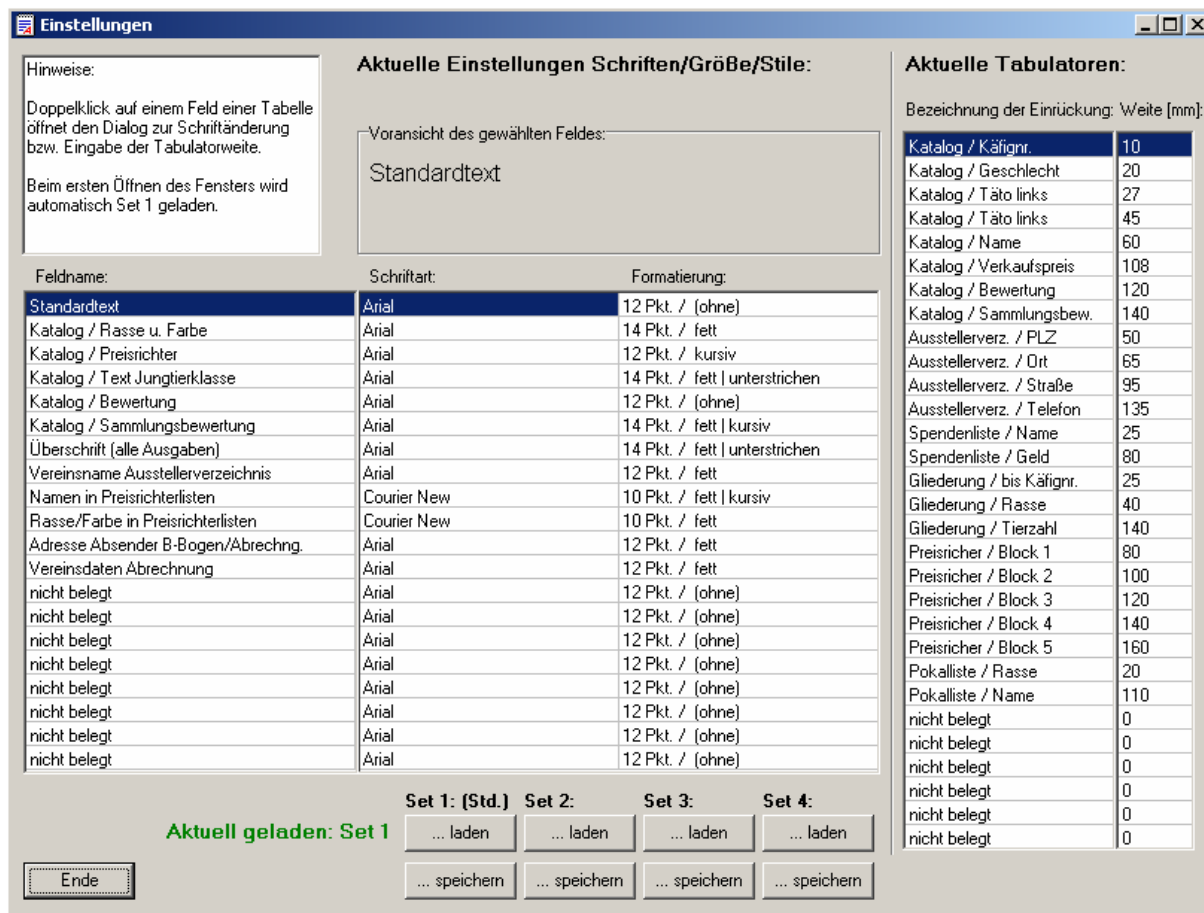 Einstellungen
Hinweise:
Doppelklick auf einem Feld einer Tabelle
öffnet den Dialog zur Schriftänderung
bzw. Eingabe der Tabulatorweite.
Beim ersten Öffnen des Fensters wird
automatisch Set 1 geladen.
Aktuelle Einstellungen Schriften/Größe/Stile:
Voransicht des gewählten Feldes:
Standardtext
Feldname: Schriftart: Formatierung:
Standardtext Arial 12 Pkt. / (ohne)
Katalog / Rasse u. Farbe Arial 14 Pkt. / fett
Katalog / Preisrichter Arial 12 Pkt. / kursiv
Katalog / Text Jungtierklasse Arial 14 Pkt. / fett | unterstrichen
Katalog / Bewertung Arial 12 Pkt. / (ohne)
Katalog / Sammlungsbewertung Arial 14 Pkt. / fett | kursiv
Überschrift (alle Ausgaben) Arial 14 Pkt. / fett | unterstrichen
Vereinsname Ausstellerverzeichnis Arial 12 Pkt. / fett
Namen in Preisrichterlisten Courier New 10 Pkt. / fett | kursiv
Rasse/Farbe in Preisrichterlisten Courier New 10 Pkt. / fett
Adresse Absender B-Bogen/Abrechng. Arial 12 Pkt. / fett
Vereinsdaten Abrechnung Arial 12 Pkt. / fett
nicht belegt Arial 12 Pkt. / (ohne)
nicht belegt Arial 12 Pkt. / (ohne)
nicht belegt Arial 12 Pkt. / (ohne)
nicht belegt Arial 12 Pkt. / (ohne)
nicht belegt Arial 12 Pkt. / (ohne)
nicht belegt Arial 12 Pkt. / (ohne)
nicht belegt Arial 12 Pkt. / (ohne)
nicht belegt Arial 12 Pkt. / (ohne)
Set 1: (Std.) Set 2: Set 3: Set 4:
Aktuell geladen: Set 1 ... laden ... laden ... laden ... laden
Ende ... speichern ... speichern ... speichern ... speichern
Aktuelle Tabulatoren:
Bezeichnung der Einrückung: Weite [mm]:
Katalog / Käfignr. 10
Katalog / Geschlecht 20
Katalog / Täto links 27
Katalog / Täto links 45
Katalog / Name 60
Katalog / Verkaufspreis 108
Katalog / Bewertung 120
Katalog / Sammlungsbew. 140
Ausstellerverz. / PLZ 50
Ausstellerverz. / Ort 65
Ausstellerverz. / Straße 95
Ausstellerverz. / Telefon 135
Spendenliste / Name 25
Spendenliste / Geld 80
Gliederung / bis Käfignr. 25
Gliederung / Rasse 40
Gliederung / Tierzahl 140
Preisricher / Block 1 80
Preisricher / Block 2 100
Preisricher / Block 3 120
Preisricher / Block 4 140
Preisricher / Block 5 160
Pokalliste / Rasse 20
Pokalliste / Name 110
nicht belegt 0
nicht belegt 0
nicht belegt 0
nicht belegt 0
nicht belegt 0
nicht belegt 0